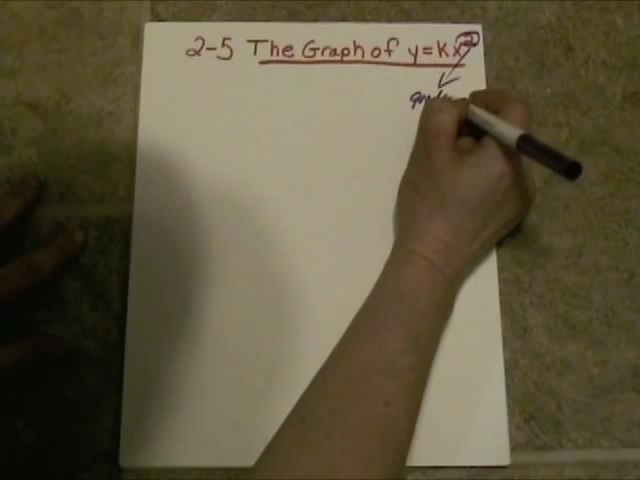 2-5 The Graph of y=kx²